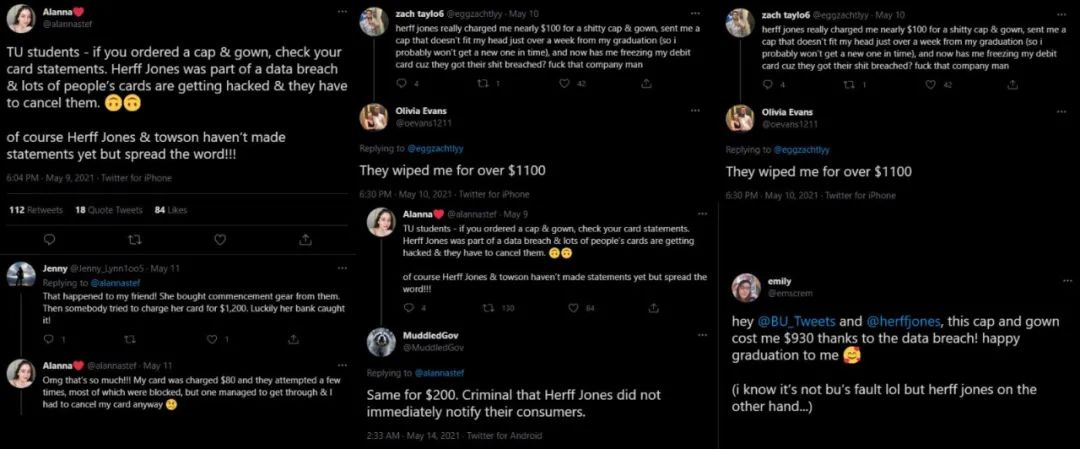 Alanna
@alannastef
TU students - if you ordered a cap & gown, check your
card statements. Herff Jones was part of a data breach
& lots of people's cards are getting hacked & they have
to cancel them. 🙃🙃
of course Herff Jones & towson haven't made
statements yet but spread the word!!!
6:04 PM · May 9, 2021 · Twitter for iPhone
112 Retweets 18 Quote Tweets 84 Likes
Jenny @Jenny_Lynn1oo5 · May 11
Replying to @alannastef
That happened to my friend! She bought commencement gear from them.
Then somebody tried to charge her card for $1,200. Luckily her bank caught
it!
1 1
Alanna @alannastef · May 11
Omg that's so much!!! My card was charged $80 and they attempted a few
times, most of which were blocked, but one managed to get through & I
had to cancel my card anyway 😢
zach taylo6 @eggzachtlyy · May 10
herff jones really charged me nearly $100 for a shitty cap & gown, sent me a
cap that doesn't fit my head just over a week from my graduation (so i
probably won't get a new one in time), and now has me freezing my debit
card cuz they got their shit breached? fuck that company man
4 1 42
Olivia Evans
@oevans1211
Replying to @eggzachtlyy
They wiped me for over $1100
6:30 PM · May 10, 2021 · Twitter for iPhone
Alanna @alannastef · May 9
TU students - if you ordered a cap & gown, check your card statements.
Herff Jones was part of a data breach & lots of people's cards are getting
hacked & they have to cancel them. 🙃🙃
of course Herff Jones & towson haven't made statements yet but spread the
word!!!
4 130 84
MuddledGov
@MuddledGov
Replying to @alannastef
Same for $200. Criminal that Herff Jones did not
immediately notify their consumers.
2:33 AM · May 14, 2021 · Twitter for Android
zach taylo6 @eggzachtlyy · May 10
herff jones really charged me nearly $100 for a shitty cap & gown, sent me a
cap that doesn't fit my head just over a week from my graduation (so i
probably won't get a new one in time), and now has me freezing my debit
card cuz they got their shit breached? fuck that company man
4 1 42
Olivia Evans
@oevans1211
Replying to @eggzachtlyy
They wiped me for over $1100
6:30 PM · May 10, 2021 · Twitter for iPhone
emily
@emscrem
hey @BU_Tweets and @herffjones, this cap and gown
cost me $930 thanks to the data breach! happy
graduation to me 🥰
(i know it's not bu's fault lol but herff jones on the
other hand...)